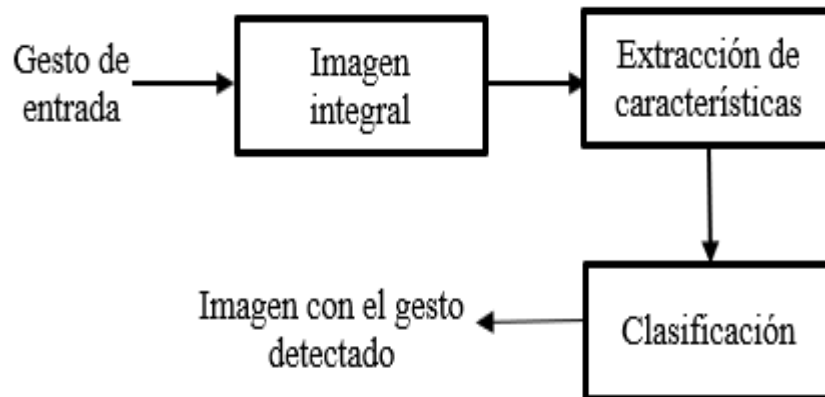 Gesto de
entrada
Imagen
integral
Extracción de
características
Clasificación
Imagen con el gesto
detectado